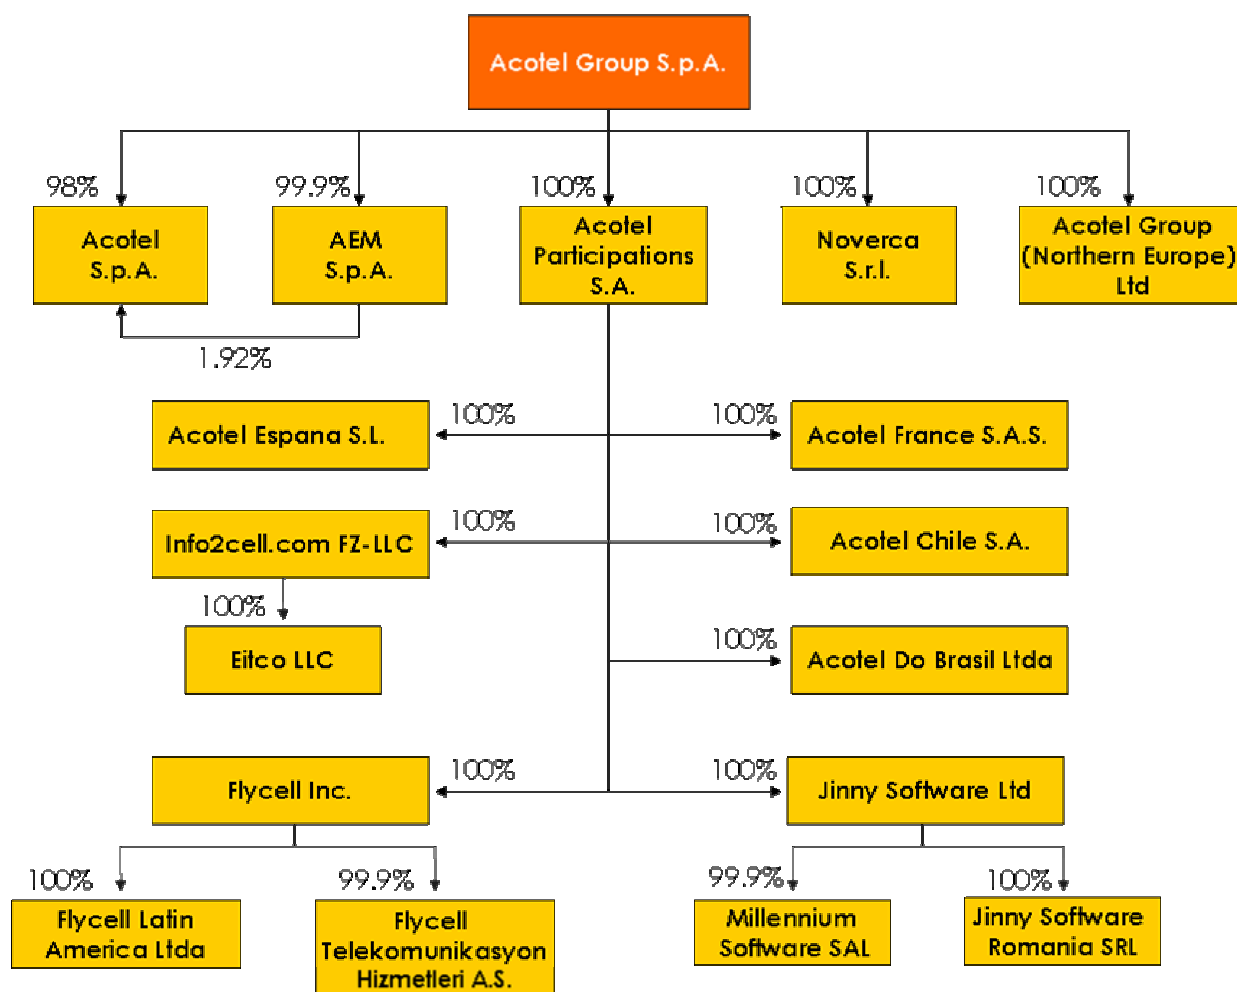 Acotel Group S.p.A.
98%
99.9%
100%
100%
100%
Acotel
S.p.A.
AEM
S.p.A.
Acotel
Participations
S.A.
Noverca
S.r.l.
Acotel Group
(Northern Europe)
Ltd
1.92%
100%
100%
Acotel Espana S.L.
Acotel France S.A.S.
100%
100%
Info2cell.com FZ-LLC
Acotel Chile S.A.
100%
Eitco LLC
100%
Acotel Do Brasil Ltda
100%
100%
Flycell Inc.
Jinny Software Ltd
100%
99.9%
99.9%
100%
Flycell Latin
America Ltda
Flycell
Telekomunikasyon
Hizmetleri A.S.
Millennium
Software SAL
Jinny Software
Romania SRL